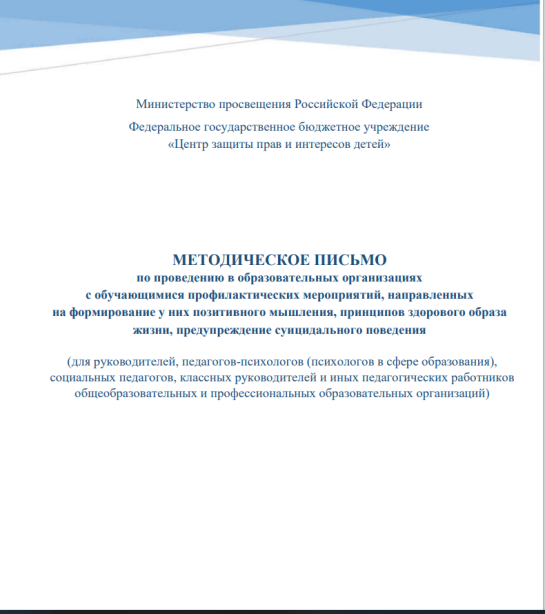 Министерство просвещения Российской Федерации
Федеральное государственное бюджетное учреждение
«Центр защиты прав и интересов детей»
МЕТОДИЧЕСКОЕ ПИСЬМО
по проведению в образовательных организациях
с обучающимися профилактических мероприятий, направленных
на формирование у них позитивного мышления, принципов здорового образа
жизни, предупреждение суицидального поведения
(для руководителей, педагогов-психологов (психологов в сфере образования),
социальных педагогов, классных руководителей и иных педагогических работников
общеобразовательных и профессиональных образовательных организаций)